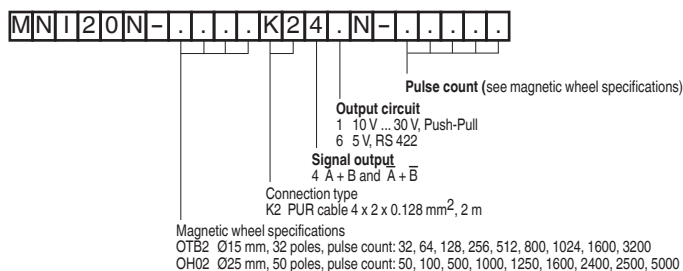 MNI20N-....K24.N-.....
Pulse count (see magnetic wheel specifications)
Output circuit
1 10 V ... 30 V, Push-Pull
6 5 V, RS 422
Signal output
4 A + B and A̅ + B̅
Connection type
K2 PUR cable 4 x 2 x 0.128 mm², 2 m
Magnetic wheel specifications
OTB2 Ø15 mm, 32 poles, pulse count: 32, 64, 128, 256, 512, 800, 1024, 1600, 3200
OH02 Ø25 mm, 50 poles, pulse count: 50, 100, 500, 1000, 1250, 1600, 2400, 2500, 5000